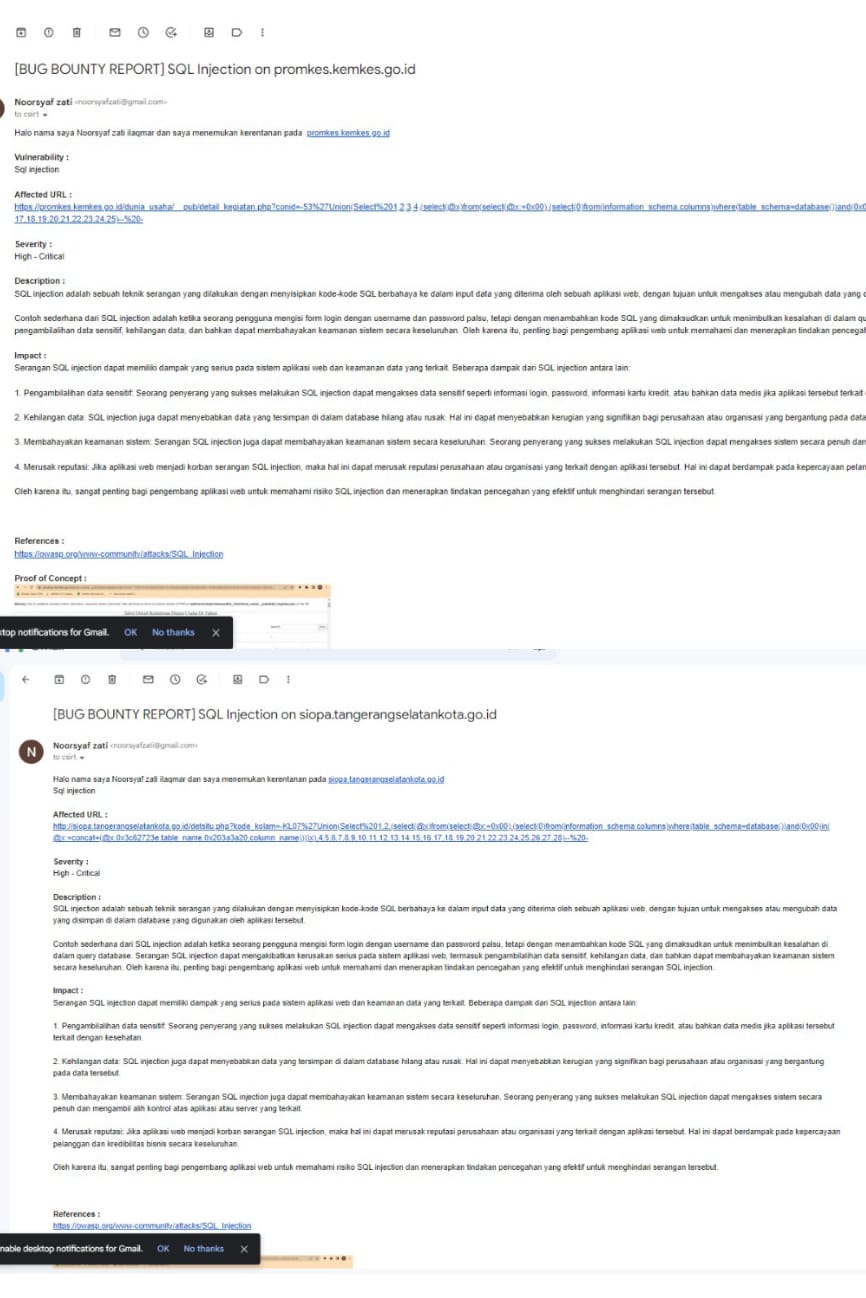 [BUG BOUNTY REPORT] SQL Injection on promkes.kemkes.go.id
Noorsyaf zati <noorsyafzati@gmail.com>
to csirt
Halo nama saya Noorsyaf zati ilaqmar dan saya menemukan kerentanan pada promkes.kemkes.go.id
Vulnerability :
Sql injection
Affected URL :
https://promkes.kemkes.go.id/dunia_usaha/__pub/detail_kegiatan.php?conid=-53%27Union(Select%201,2,3,4,(select(@x)from(select(@x:=0x00),(select(0)from(information_schema.columns)where(table_schema=database())and(0x0
17,18,19,20,21,22,23,24,25)--%20-
Severity :
High - Critical
Description :
SQL injection adalah sebuah teknik serangan yang dilakukan dengan menyisipkan kode-kode SQL berbahaya ke dalam input data yang diterima oleh sebuah aplikasi web, dengan tujuan untuk mengakses atau mengubah data yang
Contoh sederhana dari SQL injection adalah ketika seorang pengguna mengisi form login dengan username dan password palsu, tetapi dengan menambahkan kode SQL yang dimaksudkan untuk menimbulkan kesalahan di dalam
pengambilalihan data sensitif, kehilangan data, dan bahkan dapat membahayakan keamanan sistem secara keseluruhan. Oleh karena itu, penting bagi pengembang aplikasi web untuk memahami dan menerapkan tindakan
Impact :
Serangan SQL injection dapat memiliki dampak yang serius pada sistem aplikasi web dan keamanan data yang terkait. Beberapa dampak dari SQL injection antara lain:
1. Pengambilalihan data sensitif: Seorang penyerang yang sukses melakukan SQL injection dapat mengakses data sensitif seperti informasi login, password, informasi kartu kredit, atau bahkan data medis jika aplikasi tersebut terkait
2. Kehilangan data: SQL injection juga dapat menyebabkan data yang tersimpan di dalam database hilang atau rusak. Hal ini dapat menyebabkan kerugian yang signifikan bagi perusahaan atau organisasi yang bergantung pada data
3. Membahayakan keamanan sistem: Serangan SQL injection juga dapat membahayakan keamanan sistem secara keseluruhan. Seorang penyerang yang sukses melakukan SQL injection dapat mengakses sistem secara penuh dan
4. Merusak reputasi: Jika aplikasi web menjadi korban serangan SQL injection, maka hal ini dapat merusak reputasi perusahaan atau organisasi yang terkait dengan aplikasi tersebut. Hal ini dapat berdampak pada kepercayaan
Oleh karena itu, sangat penting bagi pengembang aplikasi web untuk memahami risiko SQL injection dan menerapkan tindakan pencegahan yang efektif untuk menghindari serangan tersebut.
References :
https://owasp.org/www-community/attacks/SQL_Injection
Proof of Concept :
ktop notifications for Gmail. OK No thanks X
[BUG BOUNTY REPORT] SQL Injection on siopa.tangerangselatankota.go.id
N
Noorsyaf zati <noorsyafzati@gmail.com>
to csirt
Halo nama saya Noorsyaf zati ilaqmar dan saya menemukan kerentanan pada siopa.tangerangselatankota.go.id
Sql injection
Affected URL :
http://siopa.tangerangselatankota.go.id/detsitu.php?kode_kolam=-KL07%27Union(Select%201,2,(select(@x)from(select(@x:=0x00),(select(0)from(information_schema.columns)where(table_schema=database())and(0x00)in(
@x:=concat+(@x,0x3c62723e,table_name,0x203a3a20,column_name))))x),4,5,6,7,8,9,10,11,12,13,14,15,16,17,18,19,20,21,22,23,24,25,26,27,28)--%20-
Severity :
High - Critical
Description :
SQL injection adalah sebuah teknik serangan yang dilakukan dengan menyisipkan kode-kode SQL berbahaya ke dalam input data yang diterima oleh sebuah aplikasi web, dengan tujuan untuk mengakses atau mengubah data
yang disimpan di dalam database yang digunakan oleh aplikasi tersebut.
Contoh sederhana dari SQL injection adalah ketika seorang pengguna mengisi form login dengan username dan password palsu, tetapi dengan menambahkan kode SQL yang dimaksudkan untuk menimbulkan kesalahan di
dalam query database. Serangan SQL injection dapat mengakibatkan kerusakan serius pada sistem aplikasi web, termasuk pengambilalihan data sensitif, kehilangan data, dan bahkan dapat membahayakan keamanan sistem
secara keseluruhan. Oleh karena itu, penting bagi pengembang aplikasi web untuk memahami dan menerapkan tindakan pencegahan yang efektif untuk menghindari serangan SQL injection.
Impact :
Serangan SQL injection dapat memiliki dampak yang serius pada sistem aplikasi web dan keamanan data yang terkait. Beberapa dampak dari SQL injection antara lain:
1. Pengambilalihan data sensitif: Seorang penyerang yang sukses melakukan SQL injection dapat mengakses data sensitif seperti informasi login, password, informasi kartu kredit, atau bahkan data medis jika aplikasi tersebut
terkait dengan kesehatan.
2. Kehilangan data: SQL injection juga dapat menyebabkan data yang tersimpan di dalam database hilang atau rusak. Hal ini dapat menyebabkan kerugian yang signifikan bagi perusahaan atau organisasi yang bergantung
pada data tersebut.
3. Membahayakan keamanan sistem: Serangan SQL injection juga dapat membahayakan keamanan sistem secara keseluruhan. Seorang penyerang yang sukses melakukan SQL injection dapat mengakses sistem secara
penuh dan mengambil alih kontrol atas aplikasi atau server yang terkait.
4. Merusak reputasi: Jika aplikasi web menjadi korban serangan SQL injection, maka hal ini dapat merusak reputasi perusahaan atau organisasi yang terkait dengan aplikasi tersebut. Hal ini dapat berdampak pada kepercayaan
pelanggan dan kredibilitas bisnis secara keseluruhan.
Oleh karena itu, sangat penting bagi pengembang aplikasi web untuk memahami risiko SQL injection dan menerapkan tindakan pencegahan yang efektif untuk menghindari serangan tersebut.
References :
https://owasp.org/www-community/attacks/SQL_Injection
nable desktop notifications for Gmail. OK No thanks X